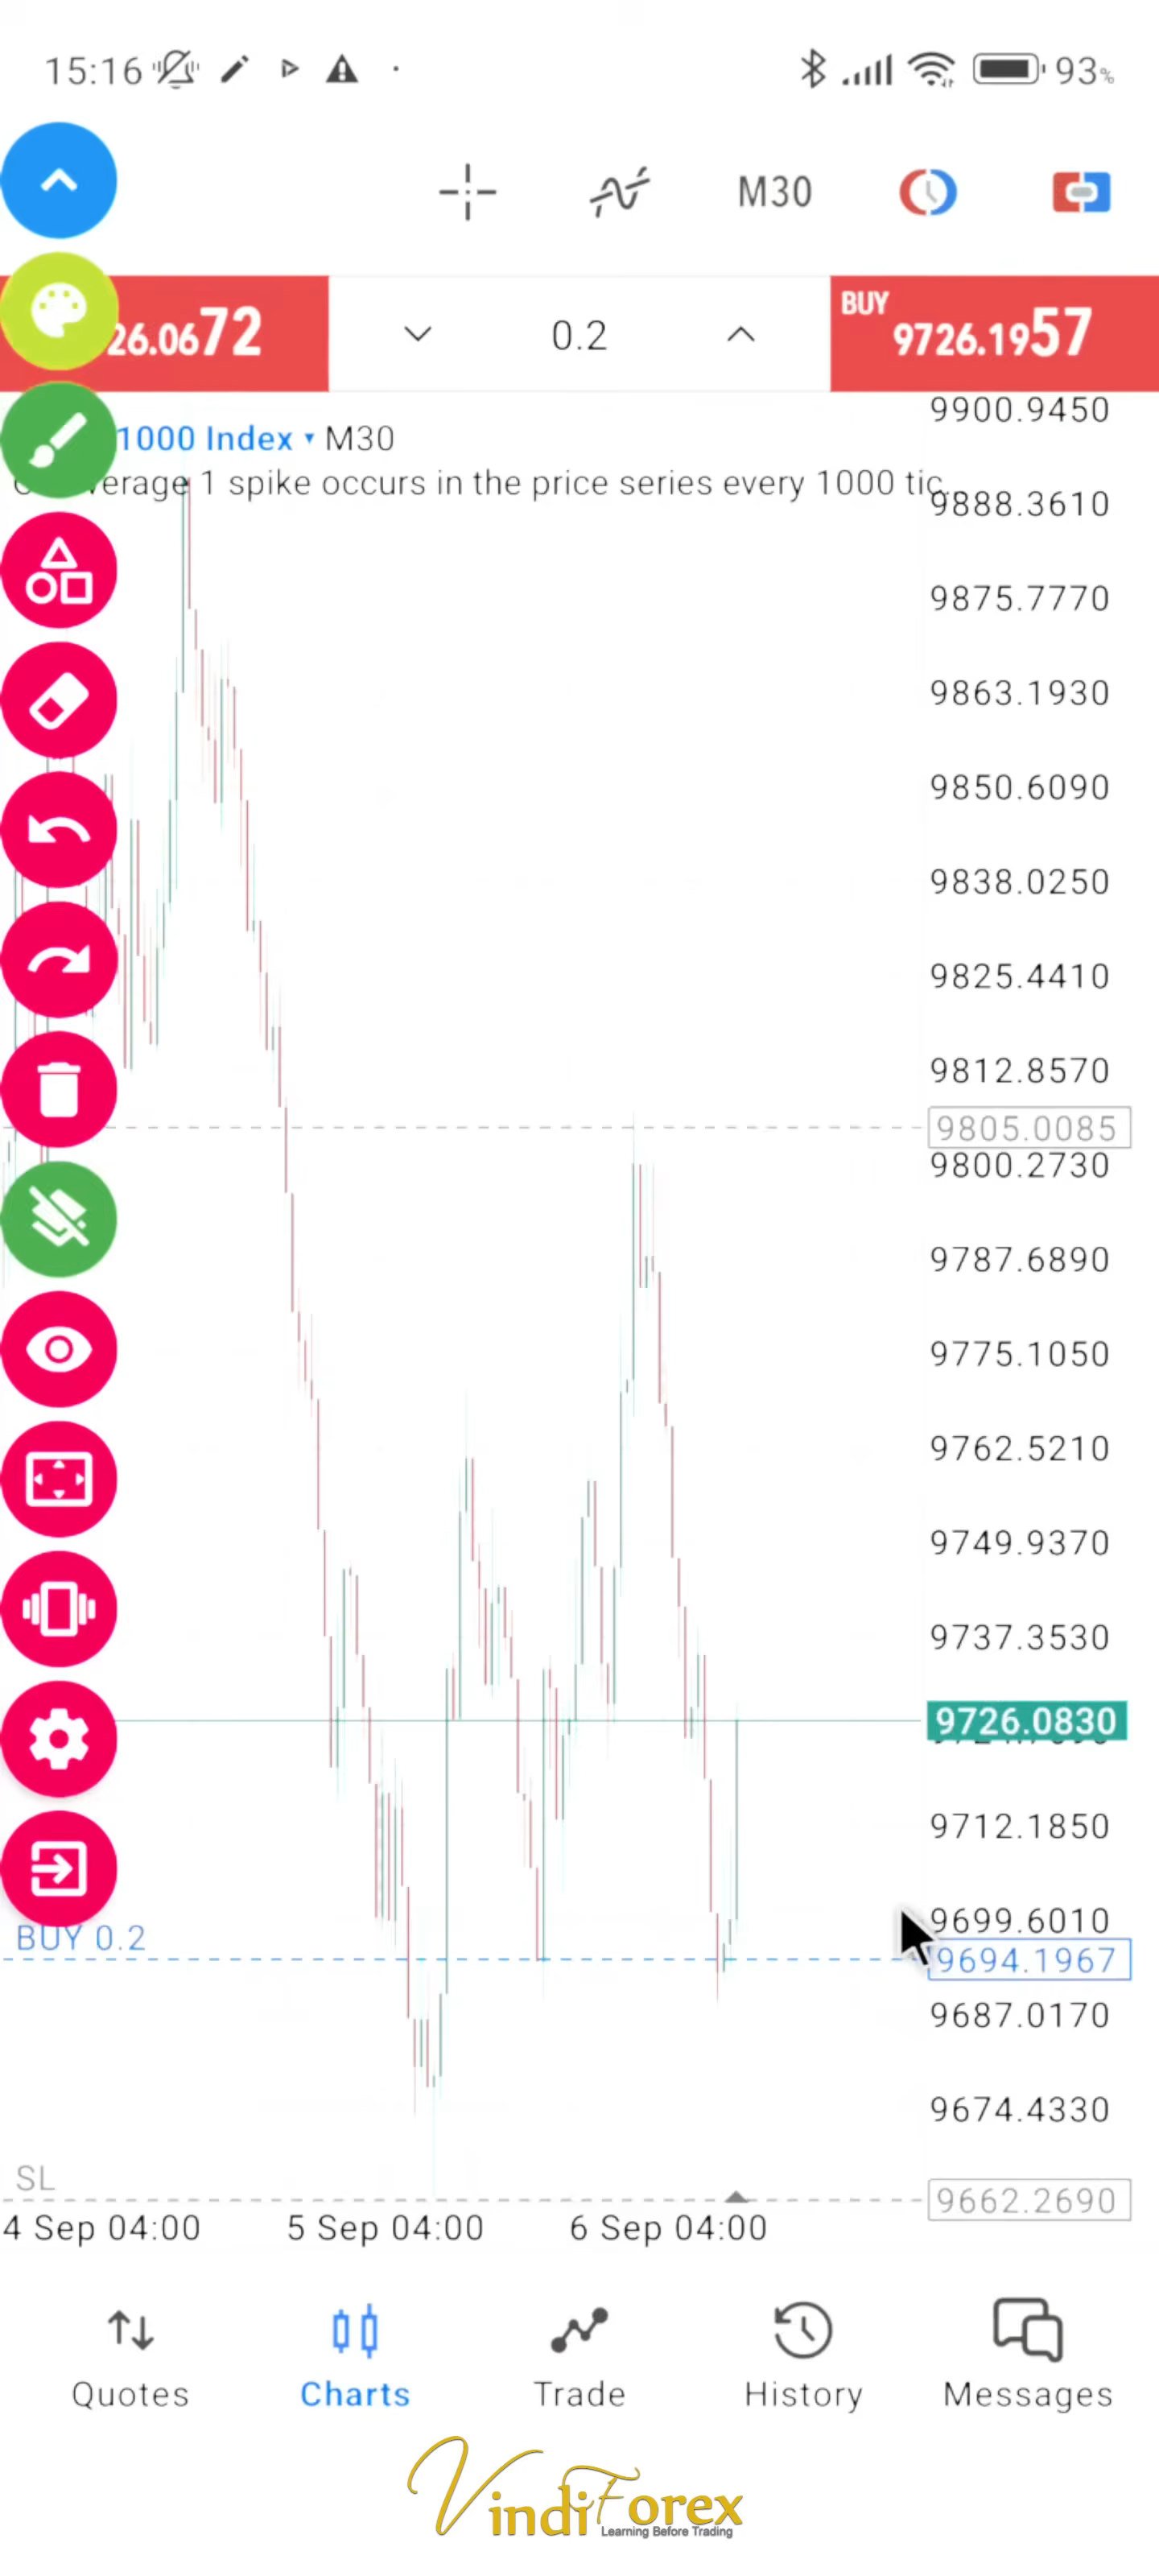 15:16
93%
M30
26.0672
0.2
BUY
9726.1957
1000 Index ▾ M30
1 spike occurs in the price series every 1000 tic
9900.9450
9888.3610
9875.7770
9863.1930
9850.6090
9838.0250
9825.4410
9812.8570
9805.0085
9800.2730
9787.6890
9775.1050
9762.5210
9749.9370
9737.3530
9726.0830
9712.1850
9699.6010
BUY 0.2
9694.1967
9687.0170
9674.4330
SL
9662.2690
4 Sep 04:00 5 Sep 04:00 6 Sep 04:00
Quotes Charts Trade History Messages
VindiForex
Learning Before Trading